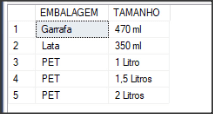 EMBALAGEM TAMANHO
1 Garrafa 470 ml
2 Lata 350 ml
3 PET 1 Litro
4 PET 1,5 Litros
5 PET 2 Litros